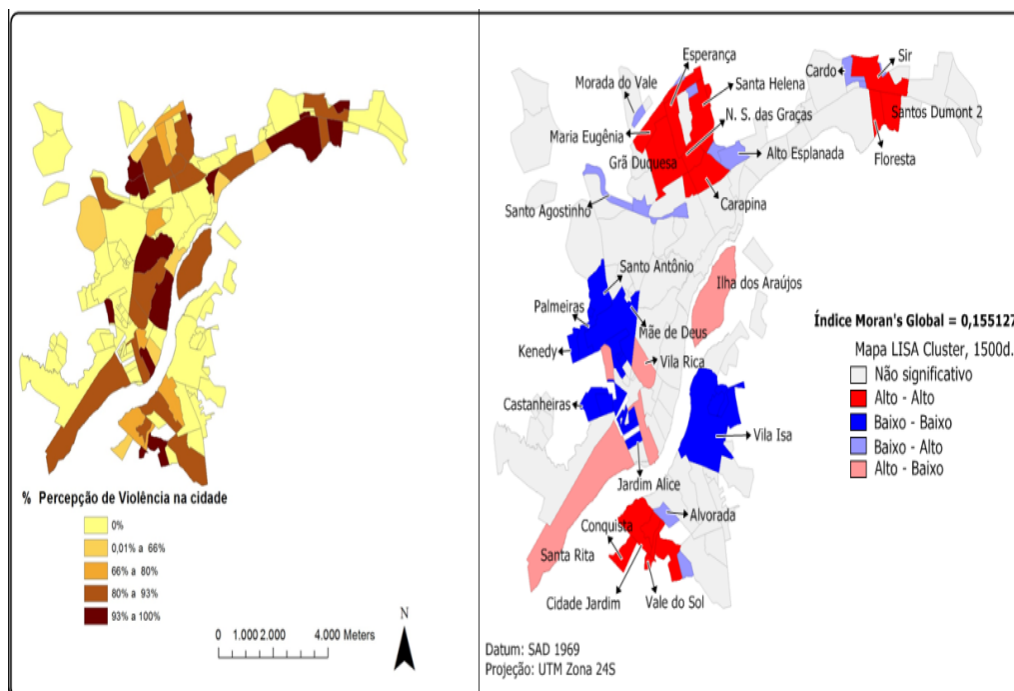 % Percepção de Violência na cidade
0%
0,01% a 66%
66% a 80%
80% a 93%
93% a 100%
0 1.000 2.000 4.000 Meters
N
Esperança
Morada do Vale
Santa Helena
N. S. das Graças
Maria Eugênia
Grã Duquesa
Alto Esplanada
Santo Agostinho
Carapina
Cardo
Sir
Santos Dumont 2
Floresta
Santo Antônio
Ilha dos Araújos
Palmeiras
Mãe de Deus
Kenedy
Vila Rica
Castanheiras
Vila Isa
Jardim Alice
Conquista
Alvorada
Santa Rita
Cidade Jardim
Vale do Sol
Índice Moran's Global = 0,155127
Mapa LISA Cluster, 1500d.
Não significativo
Alto - Alto
Baixo - Baixo
Baixo - Alto
Alto - Baixo
Datum: SAD 1969
Projeção: UTM Zona 24S